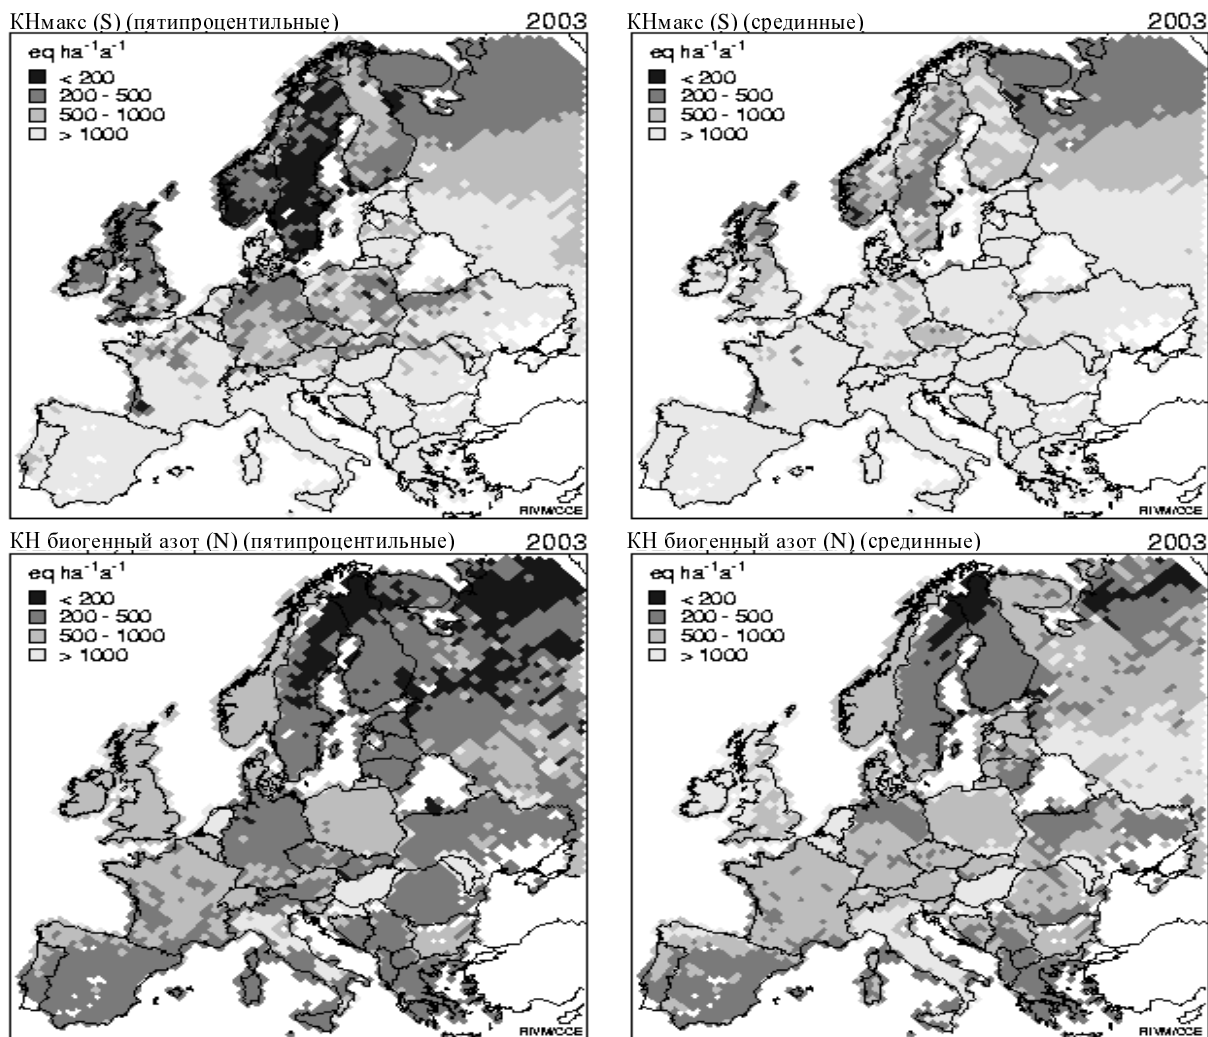 КНмакс (S) (пятипроцентильные) 2003
eq ha⁻¹a⁻¹
< 200
200 - 500
500 - 1000
> 1000
RIVM/CCE
КНмакс (S) (срединные) 2003
eq ha⁻¹a⁻¹
< 200
200 - 500
500 - 1000
> 1000
RIVM/CCE
КН биогенный азот (N) (пятипроцентильные) 2003
eq ha⁻¹a⁻¹
< 200
200 - 500
500 - 1000
> 1000
RIVM/CCE
КН биогенный азот (N) (срединные) 2003
eq ha⁻¹a⁻¹
< 200
200 - 500
500 - 1000
> 1000
RIVM/CCE